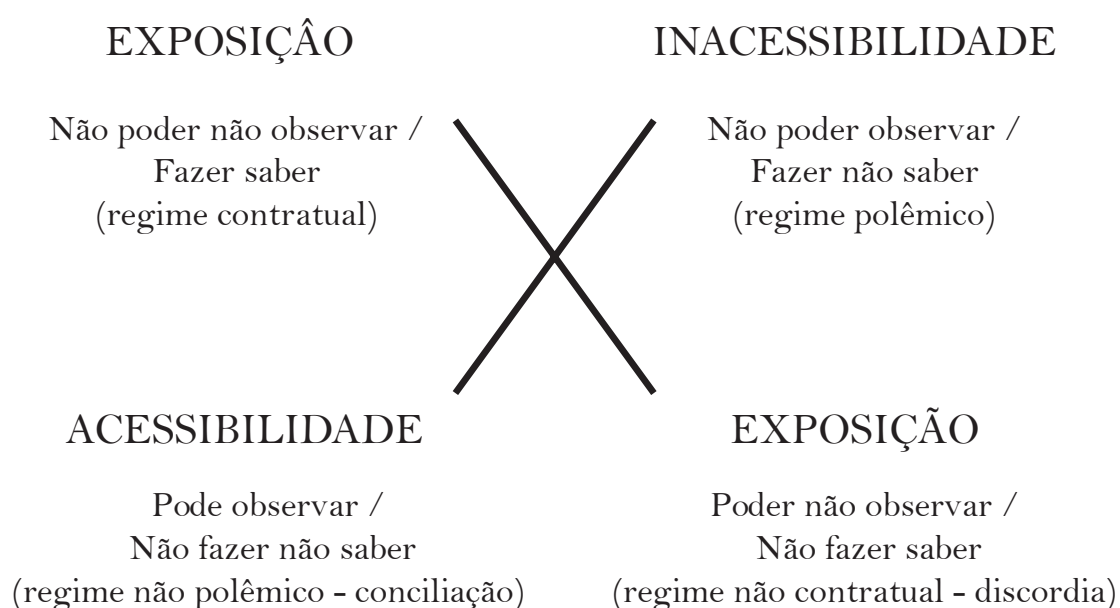 EXPOSIÇÂO
Não poder não observar /
Fazer saber
(regime contratual)
INACESSIBILIDADE
Não poder observar /
Fazer não saber
(regime polêmico)
ACESSIBILIDADE
Pode observar /
Não fazer não saber
(regime não polêmico - conciliação)
EXPOSIÇÃO
Poder não observar /
Não fazer saber
(regime não contratual - discordia)